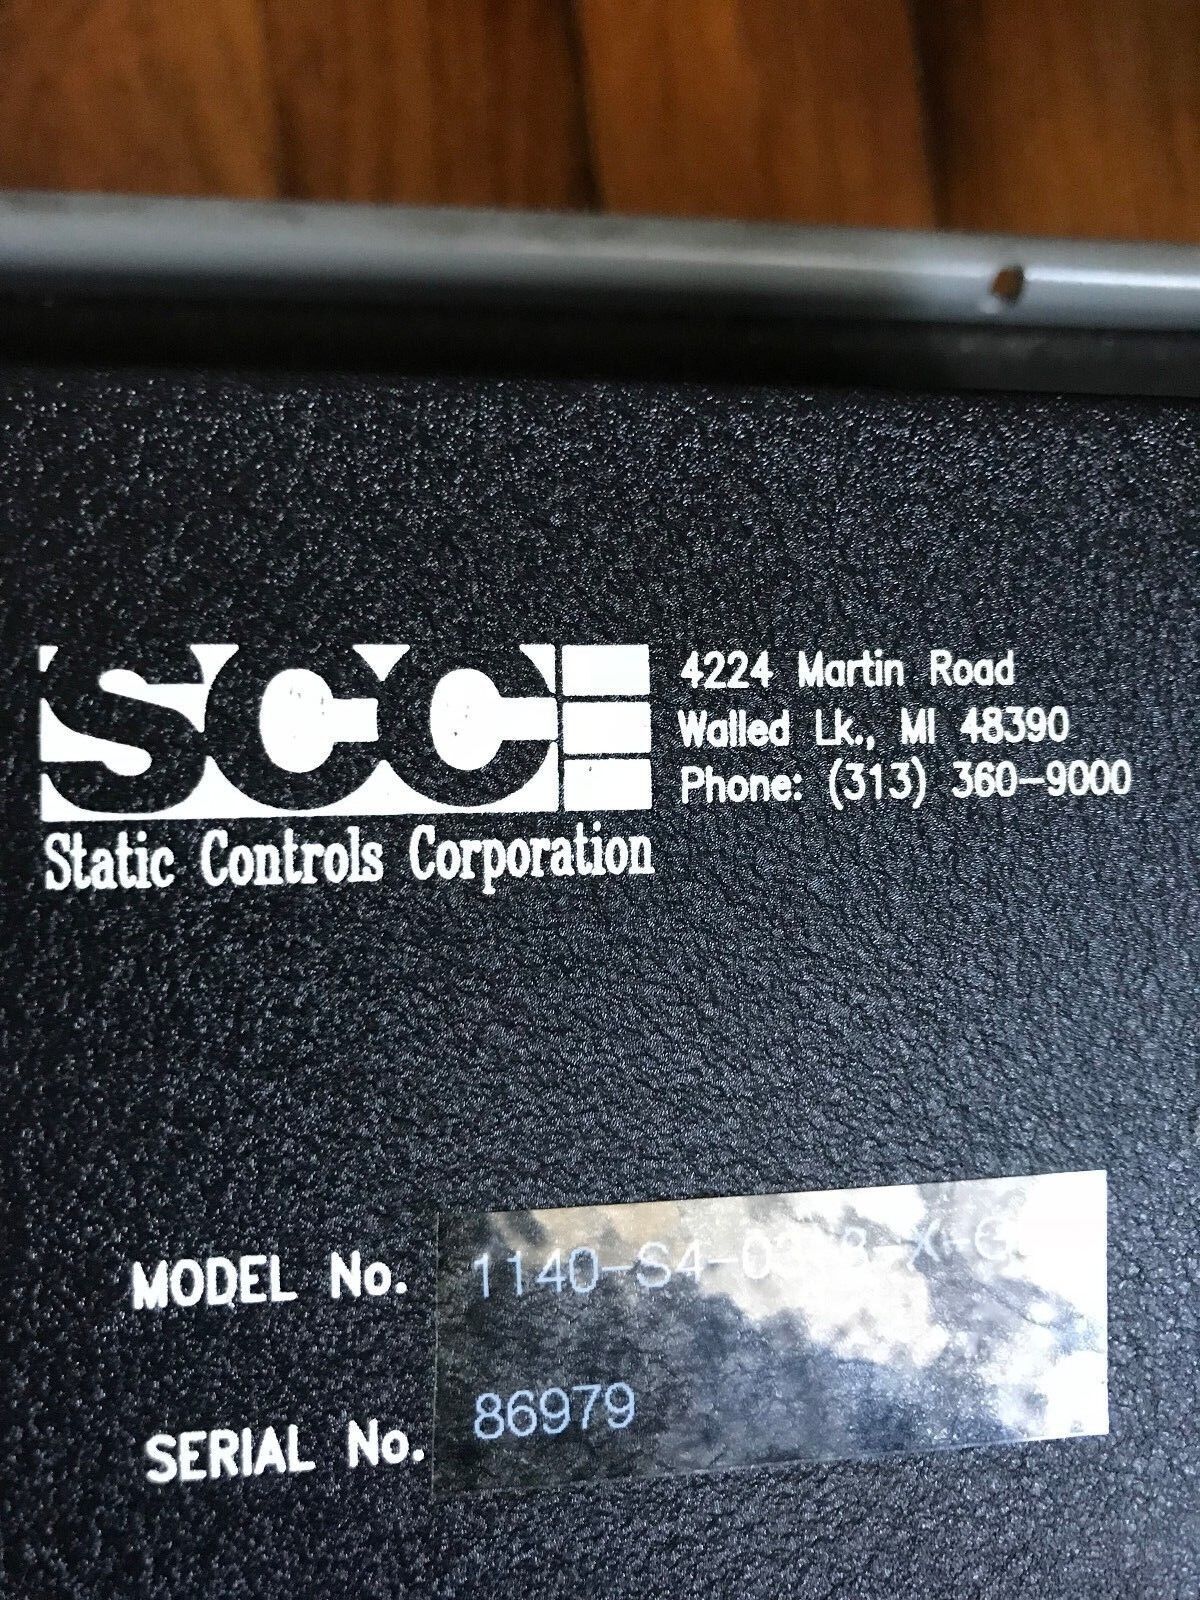 SCC
Static Controls Corporation
4224 Martin Road
Walled Lk., MI 48390
Phone: (313) 360-9000
MODEL No.
SERIAL No. 86979